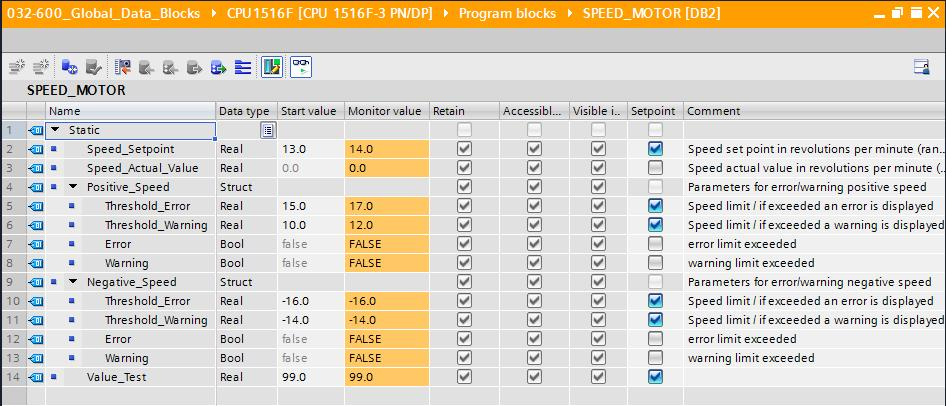 032-600_Global_Data_Blocks ▸ CPU1516F [CPU 1516F-3 PN/DP] ▸ Program blocks ▸ SPEED_MOTOR [DB2]
SPEED_MOTOR
Name Data type Start value Monitor value Retain Accessibl... Visible i.. Setpoint Comment
1 Static
2 Speed_Setpoint Real 13.0 14.0 Speed set point in revolutions per minute (ran..
3 Speed_Actual_Value Real 0.0 0.0 Speed actual value in revolutions per minute (..
4 Positive_Speed Struct Parameters for error/warning positive speed
5 Threshold_Error Real 15.0 17.0 Speed limit / if exceeded an error is displayed
6 Threshold_Warning Real 10.0 12.0 Speed limit / if exceeded a warning is displayed
7 Error Bool false FALSE error limit exceeded
8 Warning Bool false FALSE warning limit exceeded
9 Negative_Speed Struct Parameters for error/warning negative speed
10 Threshold_Error Real -16.0 -16.0 Speed limit / if exceeded an error is displayed
11 Threshold_Warning Real -14.0 -14.0 Speed limit / if exceeded a warning is displayed
12 Error Bool false FALSE error limit exceeded
13 Warning Bool false FALSE warning limit exceeded
14 Value_Test Real 99.0 99.0